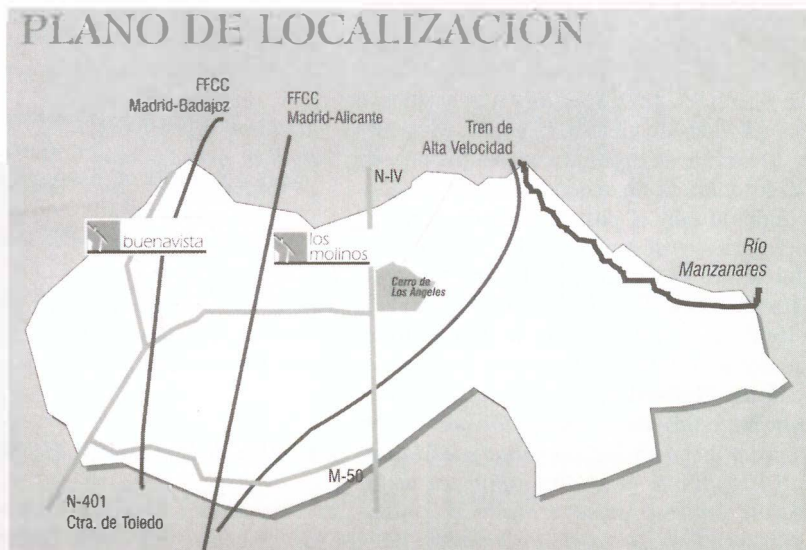 PLANO DE LOCALIZACIÓN
FFCC
Madrid-Badajoz
FFCC
Madrid-Alicante
Tren de
Alta Velocidad
N-IV
buenavista
los
molinos
Río
Manzanares
Cerro de
Los Angeles
M-50
N-401
Ctra. de Toledo